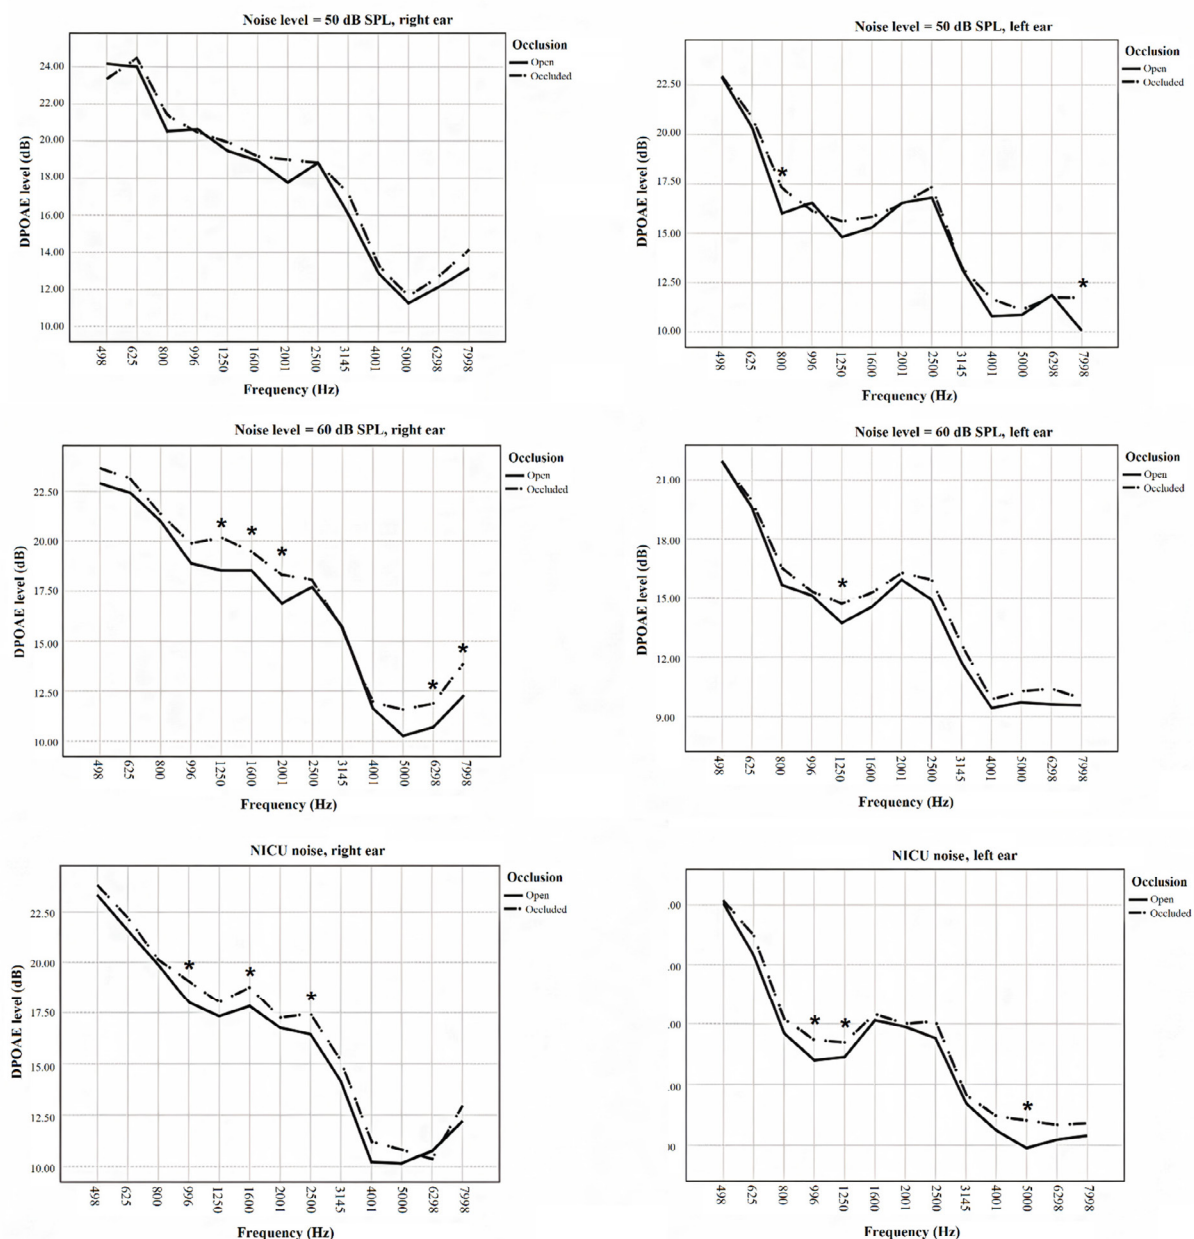 Noise level = 50 dB SPL, right ear
Occlusion
Open
Occluded
DPOAE level (dB)
24.00
22.00
20.00
18.00
16.00
14.00
12.00
10.00
498 625 800 996 1250 1600 2001 2500 3145 4001 5000 6298 7998
Frequency (Hz)
Noise level = 50 dB SPL, left ear
Occlusion
Open
Occluded
DPOAE level (dB)
22.50
20.00
17.50
15.00
12.50
10.00
*
*
498 625 800 996 1250 1600 2001 2500 3145 4001 5000 6298 7998
Frequency (Hz)
Noise level = 60 dB SPL, right ear
Occlusion
Open
Occluded
DPOAE level (dB)
22.50
20.00
17.50
15.00
12.50
10.00
* * *
* *
498 625 800 996 1250 1600 2001 2500 3145 4001 5000 6298 7998
Frequency (Hz)
Noise level = 60 dB SPL, left ear
Occlusion
Open
Occluded
DPOAE level (dB)
21.00
18.00
15.00
12.00
9.00
*
498 625 800 996 1250 1600 2001 2500 3145 4001 5000 6298 7998
Frequency (Hz)
NICU noise, right ear
Occlusion
Open
Occluded
DPOAE level (dB)
22.50
20.00
17.50
15.00
12.50
10.00
* * *
498 625 800 996 1250 1600 2001 2500 3145 4001 5000 6298 7998
Frequency (Hz)
NICU noise, left ear
Occlusion
Open
Occluded
.00
.00
.00
.00
* *
*
498 625 800 996 1250 1600 2001 2500 3145 4001 5000 6298 7998
Frequency (Hz)